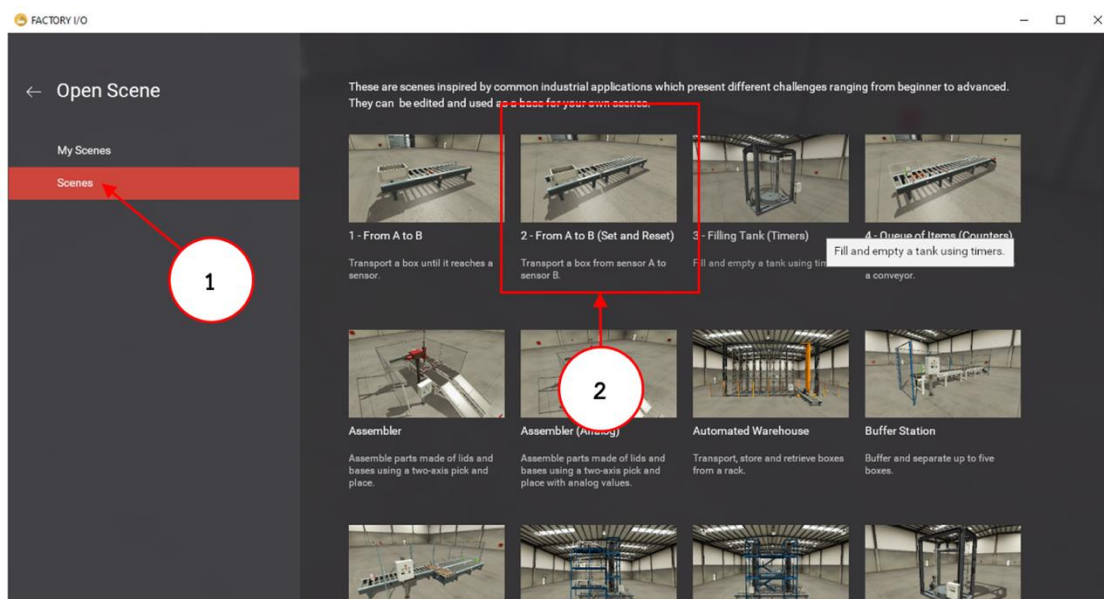 FACTORY I/O
Open Scene
My Scenes
Scenes
1
These are scenes inspired by common industrial applications which present different challenges ranging from beginner to advanced.
They can be edited and used as a base for your own scenes.
1 - From A to B
Transport a box until it reaches a
sensor.
2 - From A to B (Set and Reset)
Transport a box from sensor A to
sensor B.
3 - Filling Tank (Timers)
Fill and empty a tank using
4 - Queue of Items (Counters)
Fill and empty a tank using timers.
a conveyor.
2
Assembler
Assemble parts made of lids and
bases using a two-axis pick and
place.
Assembler (Analog)
Assemble parts made of lids and
bases using a two-axis pick and
place with analog values.
Automated Warehouse
Transport, store and retrieve boxes
from a rack.
Buffer Station
Buffer and separate up to five
boxes.